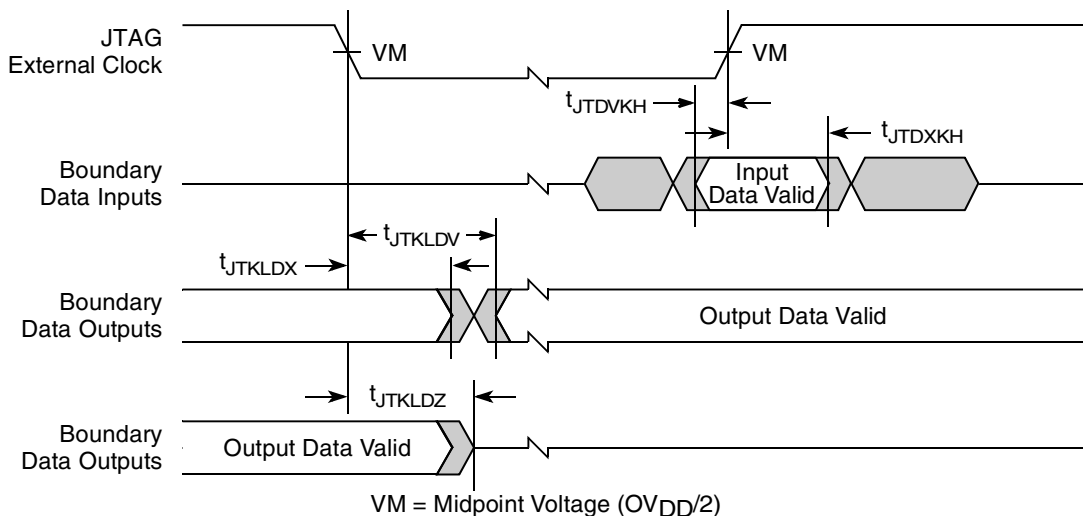 JTAG
External Clock
VM
VM
tJTDVKH
tJTDXKH
Boundary
Data Inputs
Input
Data Valid
tJTKLDV
tJTKLDX
Boundary
Data Outputs
Output Data Valid
tJTKLDZ
Boundary
Data Outputs
Output Data Valid
VM = Midpoint Voltage (OVDD/2)